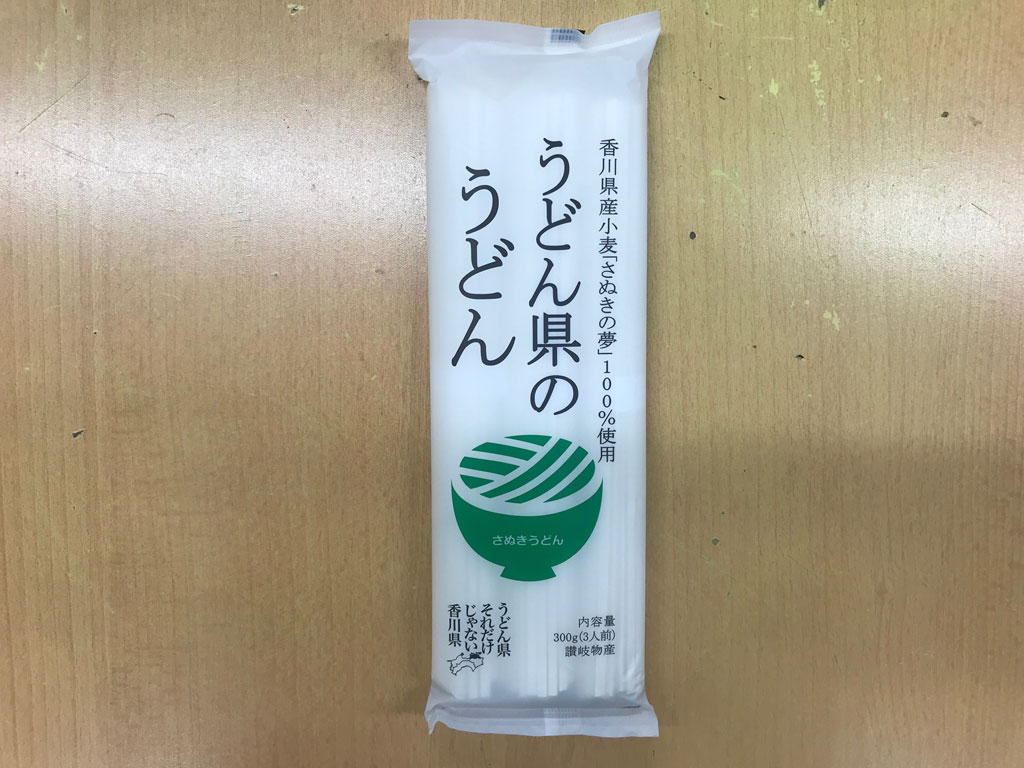 香川県産小麦「さぬきの夢」100%使用
うどん県の
うどん
さぬきうどん
うどん県
それだけ
じゃない
香川県
内容量
300g(3人前)
讃岐物産